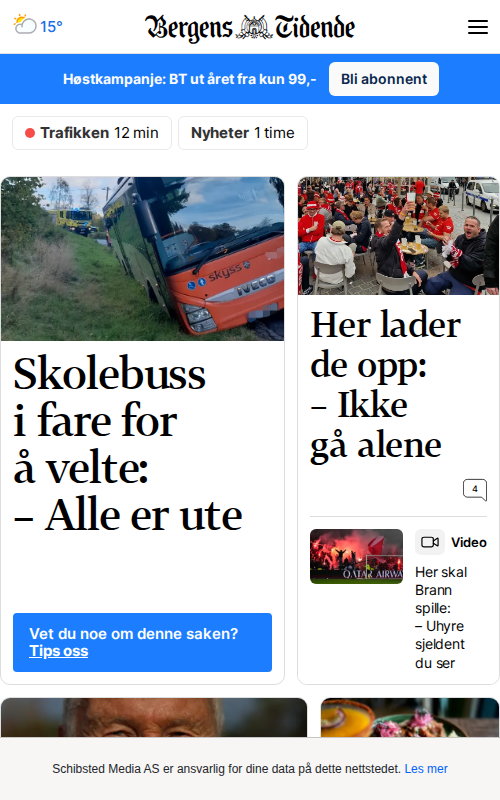 15°
Bergens Tidende
Høstkampanje: BT ut året fra kun 99,-
Bli abonnent
Trafikken 12 min
Nyheter 1 time
skyss
IVECO
Skolebuss
i fare for
å velte:
– Alle er ute
Vet du noe om denne saken?
Tips oss
Her lader
de opp:
– Ikke
gå alene
4
QATAR AIRWA
Video
Her skal
Brann
spille:
– Uhyre
sjeldent
du ser
Schibsted Media AS er ansvarlig for dine data på dette nettstedet. Les mer